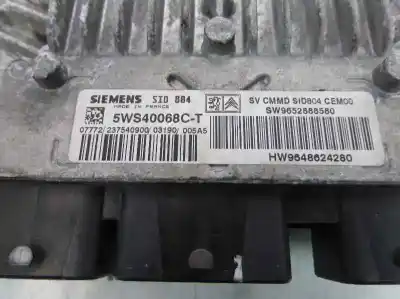 SIEMENS SID 804
MADE IN FRANCE
5WS40068C-T
07772/237540900/03190/005A5
SV CMMD SID804 CEM00
SW9652888580
HW9648624280